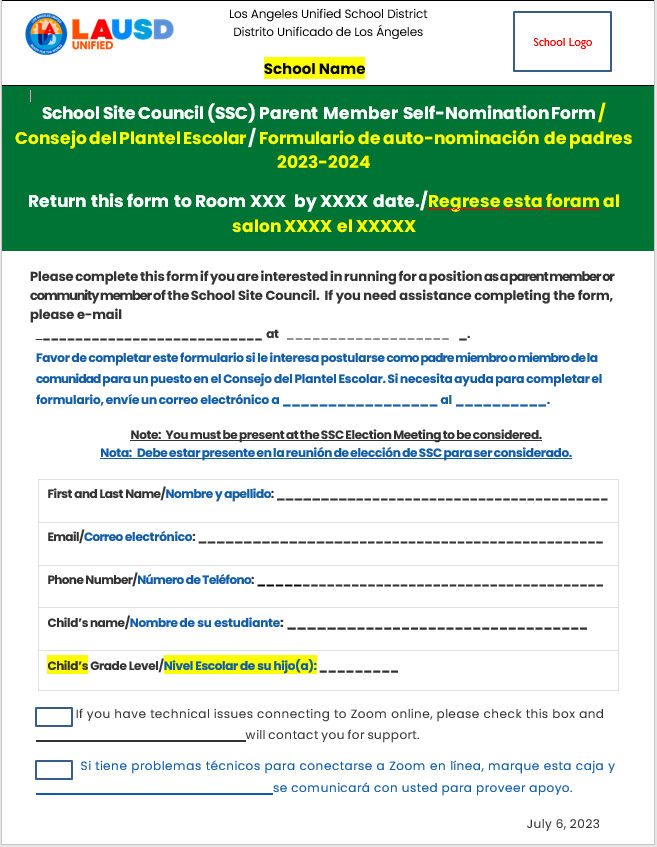 LAUSD
UNIFIED
Los Angeles Unified School District
Distrito Unificado de Los Ángeles
School Name
School Logo
School Site Council (SSC) Parent Member Self-Nomination Form /
Consejo del Plantel Escolar / Formulario de auto-nominación de padres
2023-2024
Return this form to Room XXX by XXXX date./Regrese esta foram al
salon XXXX el XXXXX
Please complete this form if you are interested in running for a position as a parent member or
community member of the School Site Council. If you need assistance completing the form,
please e-mail
____________________________ at ____________________ _.
Favor de completar este formulario si le interesa postularse como padre miembro o miembro de la
comunidad para un puesto en el Consejo del Plantel Escolar. Si necesita ayuda para completar el
formulario, envíe un correo electrónico a _________________ al __________.
Note: You must be present at the SSC Election Meeting to be considered.
Nota: Debe estar presente en la reunión de elección de SSC para ser considerado.
First and Last Name/Nombre y apellido: ____________________________________
Email/Correo electrónico: ____________________________________________
Phone Number/Número de Teléfono: ______________________________________
Child's name/Nombre de su estudiante: _________________________________
Child's Grade Level/Nivel Escolar de su hijo(a): _________
If you have technical issues connecting to Zoom online, please check this box and
______________________will contact you for support.
Si tiene problemas técnicos para conectarse a Zoom en línea, marque esta caja y
_________________________se comunicará con usted para proveer apoyo.
July 6, 2023